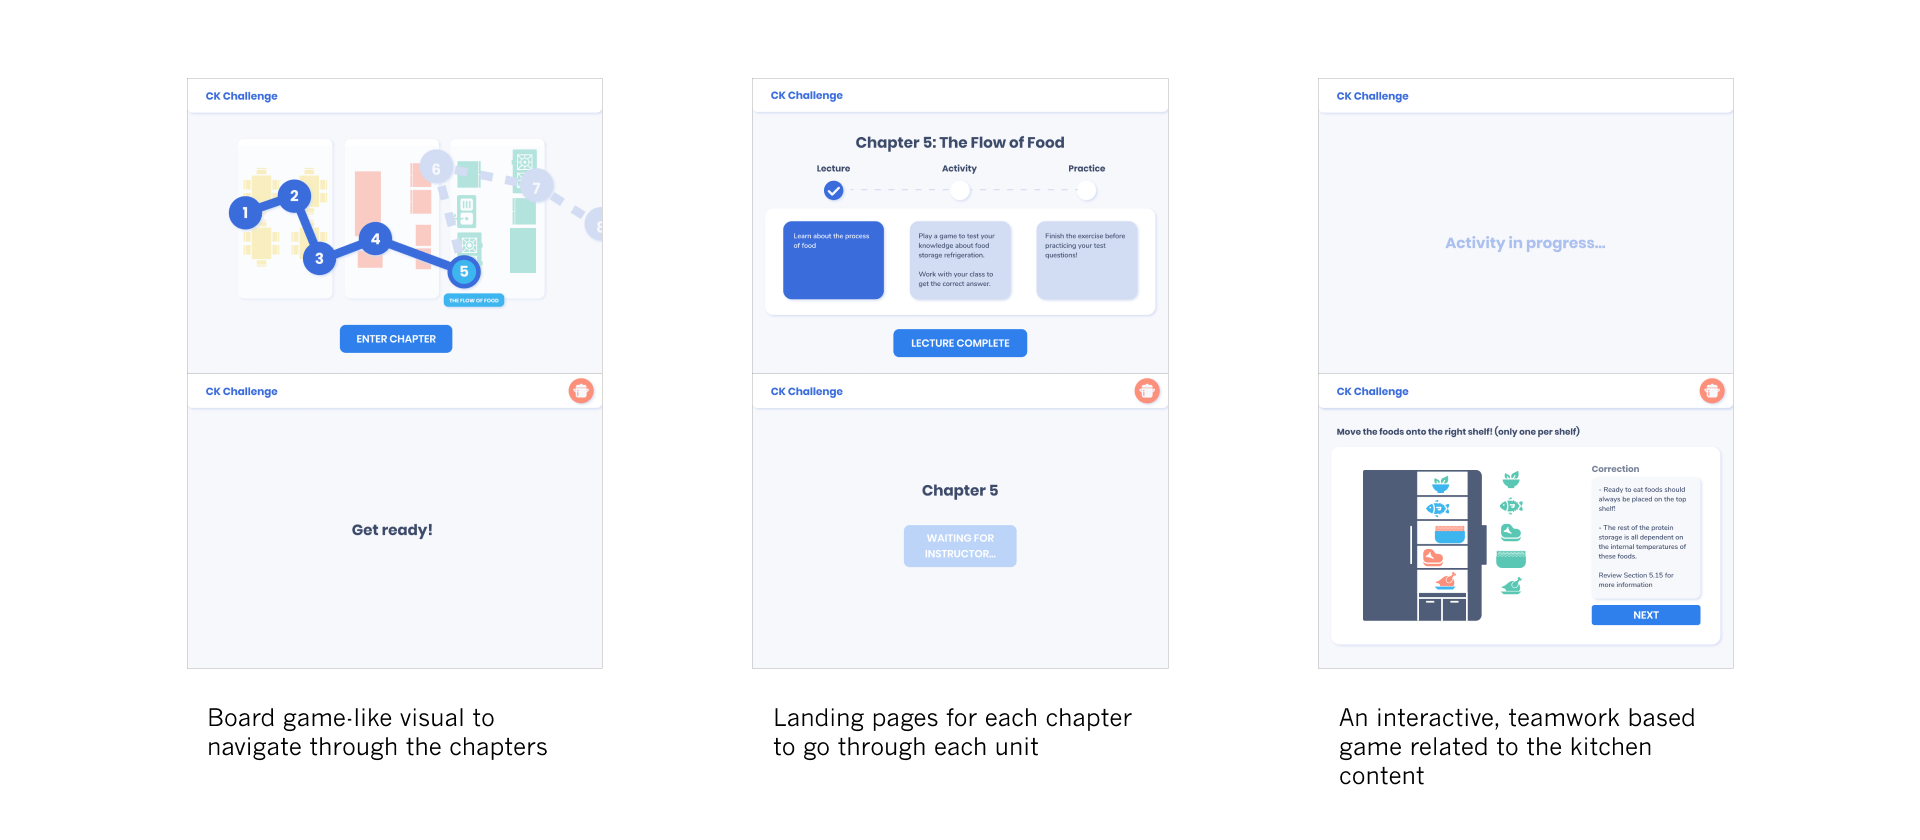 CK Challenge
1
2
3
4
5
6
7
8
THE FLOW OF FOOD
ENTER CHAPTER
CK Challenge
Get ready!
Board game-like visual to
navigate through the chapters
CK Challenge
Chapter 5: The Flow of Food
Lecture
Activity
Practice
Learn about the process
of food
Play a game to test your
knowledge about food
storage refrigeration.
Work with your class to
get the correct answer.
Finish the exercise before
practicing your test
questions!
LECTURE COMPLETE
CK Challenge
Chapter 5
WAITING FOR
INSTRUCTOR...
Landing pages for each chapter
to go through each unit
CK Challenge
Activity in progress...
CK Challenge
Move the foods onto the right shelf! (only one per shelf)
Correction
- Ready to eat foods should
always be placed on the top
shelf!
- The rest of the protein
storage is all dependent on
the internal temperatures of
these foods.
Review Section 5.15 for
more information
NEXT
An interactive, teamwork based
game related to the kitchen
content